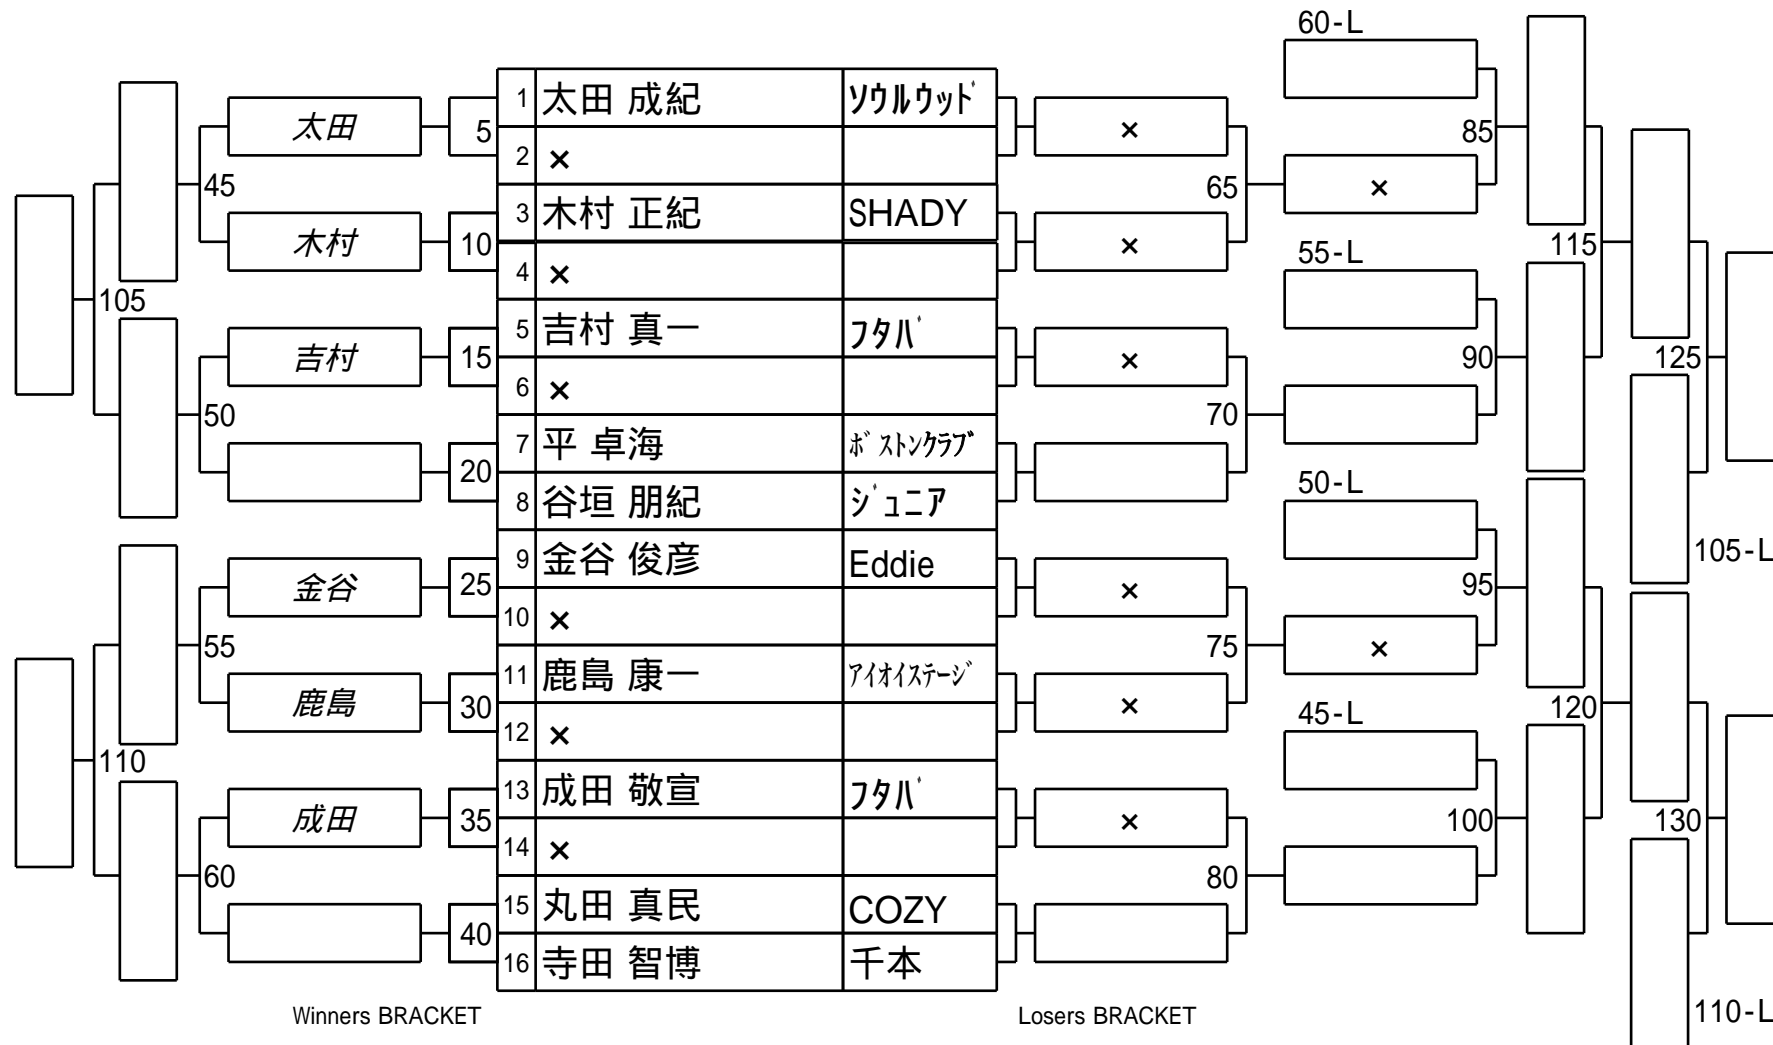 60-L
1 太田 成紀 ソウルウッド
太田 5 × 85
2 ×
45 65 ×
3 木村 正紀 SHADY
木村 10 × 115
4 × 55-L
105
5 吉村 真一 フタバ
吉村 15 × 90 125
6 ×
50 70
7 平 卓海 ボストンクラブ
20
8 谷垣 朋紀 ジュニア 50-L
9 金谷 俊彦 Eddie 105-L
金谷 25 × 95
10 ×
55 75 ×
11 鹿島 康一 アイオイステージ
鹿島 30 × 45-L 120
12 ×
110
13 成田 敬宣 フタバ
成田 35 × 100 130
14 ×
60 80
15 丸田 真民 COZY
40
16 寺田 智博 千本
Winners BRACKET Losers BRACKET 110-L